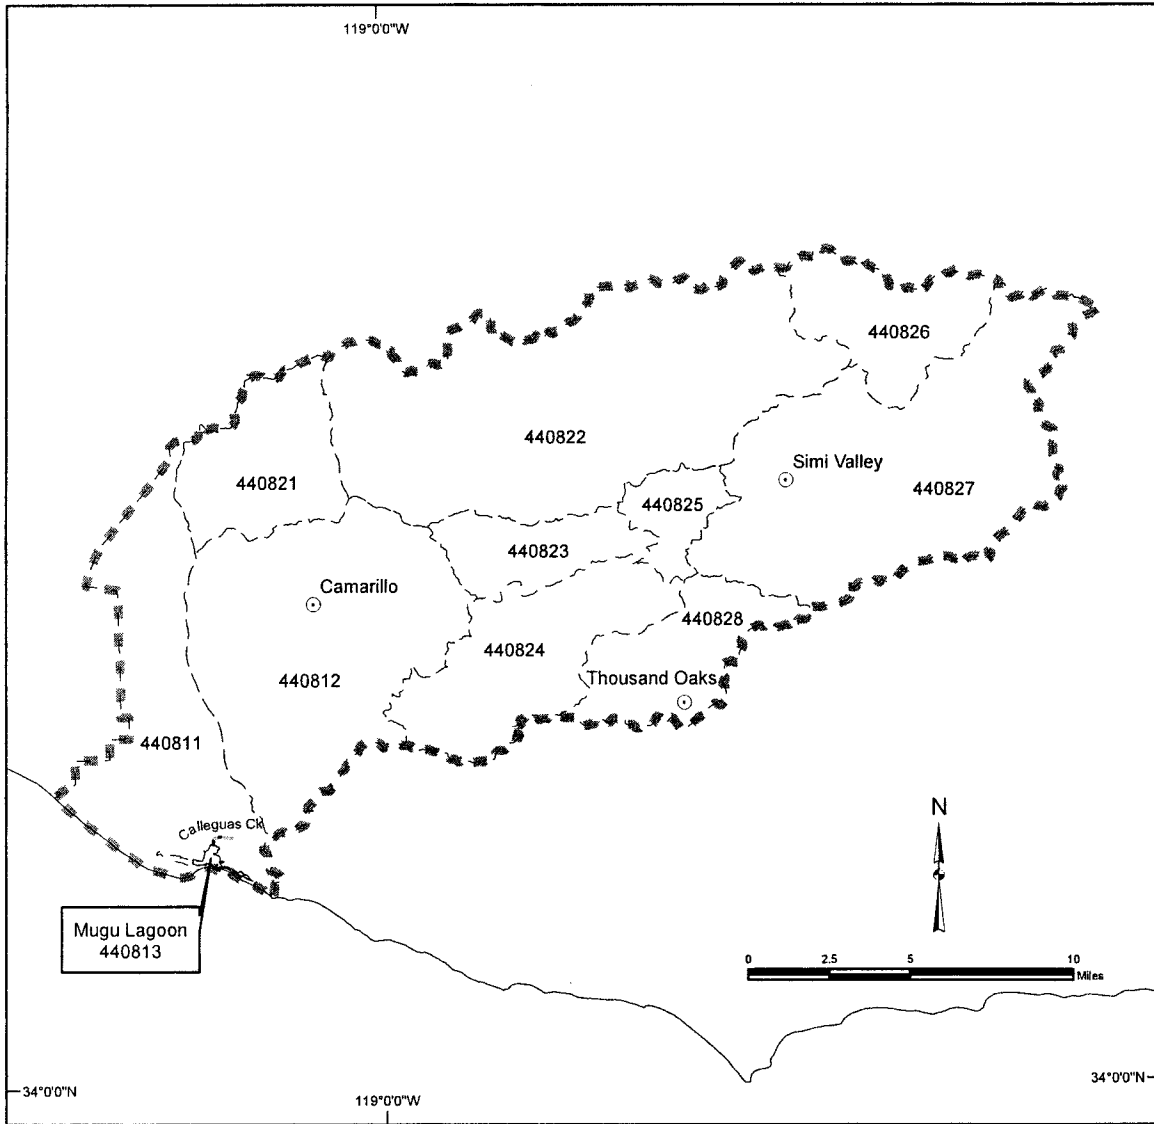 119°0'0"W
440826
440822
Simi Valley
440821
440827
440825
440823
Camarillo
440828
440824
Thousand Oaks
440812
440811
N
Calleguas Ck
Mugu Lagoon
440813
0 2.5 5 10
Miles
34°0'0"N
34°0'0"N
119°0'0"W